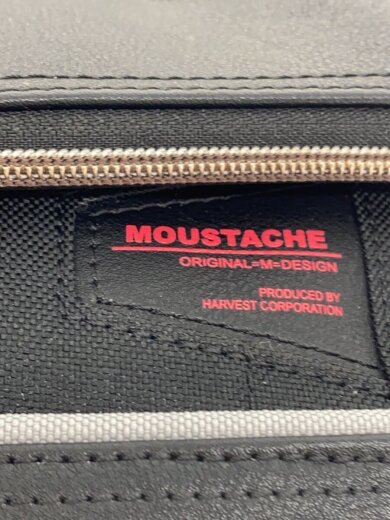 MOUSTACHE
ORIGINAL=M=DESIGN
PRODUCED BY
HARVEST CORPORATION